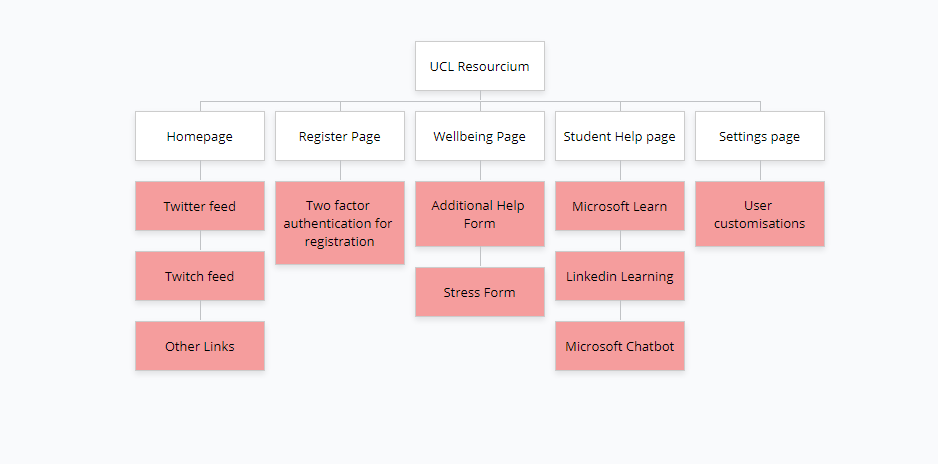 UCL Resourcium
Homepage
Register Page
Wellbeing Page
Student Help page
Settings page
Twitter feed
Two factor
authentication for
registration
Additional Help
Form
Microsoft Learn
User
customisations
Twitch feed
Stress Form
Linkedin Learning
Other Links
Microsoft Chatbot